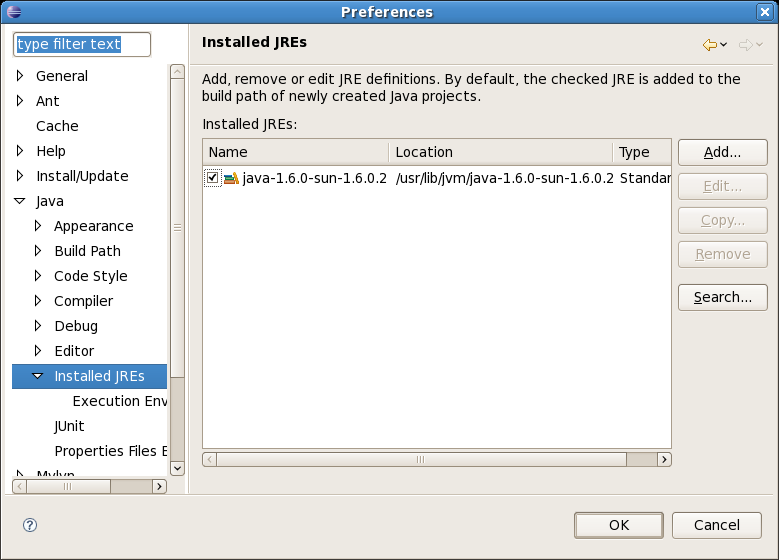 Preferences
type filter text
General
Ant
Cache
Help
Install/Update
Java
Appearance
Build Path
Code Style
Compiler
Debug
Editor
Installed JREs
Execution Env
JUnit
Properties Files E
Mylyn
Installed JREs
Add, remove or edit JRE definitions. By default, the checked JRE is added to the
build path of newly created Java projects.
Installed JREs:
Name Location Type
java-1.6.0-sun-1.6.0.2 /usr/lib/jvm/java-1.6.0-sun-1.6.0.2 Standar
Add...
Edit...
Copy...
Remove
Search...
OK Cancel